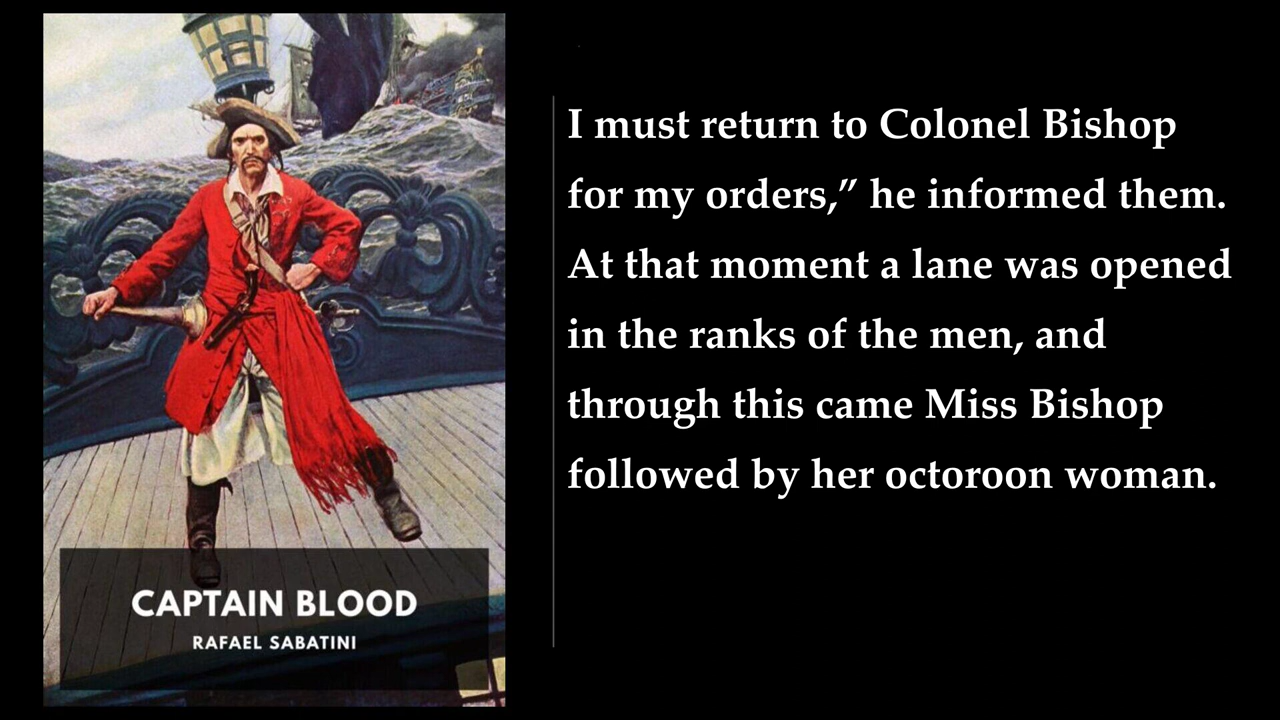 CAPTAIN BLOOD
RAFAEL SABATINI
I must return to Colonel Bishop
for my orders,” he informed them.
At that moment a lane was opened
in the ranks of the men, and
through this came Miss Bishop
followed by her octoroon woman.